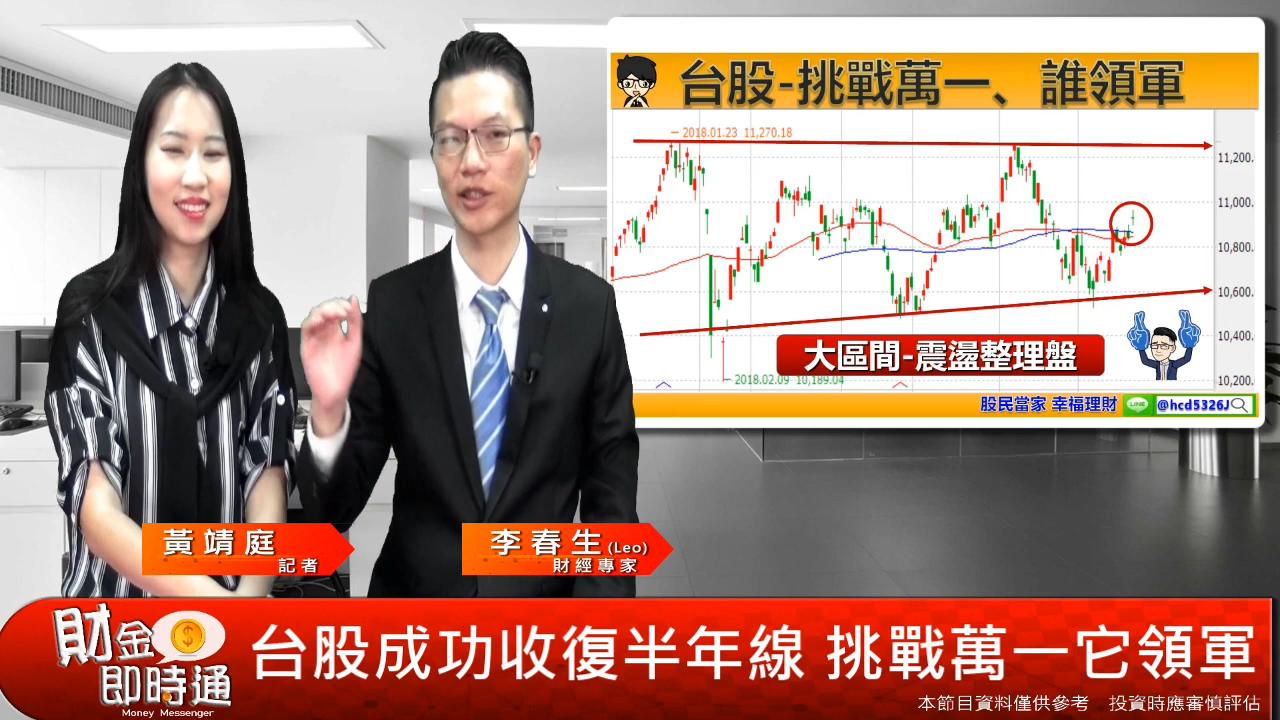 台股-挑戰萬一、誰領軍
2018.01.23 11,270.18
11,200.
11,000.
10,800.
10,600.
10,400.
10,200.
大區間-震盪整理盤
2018.02.09 10,189.04
股民當家 幸福理財 LINE @hcd5326J
黃靖庭
記者
李春生(Leo)
財經專家
財金即時通
Money Messenger
台股成功收復半年線 挑戰萬一它領軍
本節目資料僅供參考 投資時應審慎評估